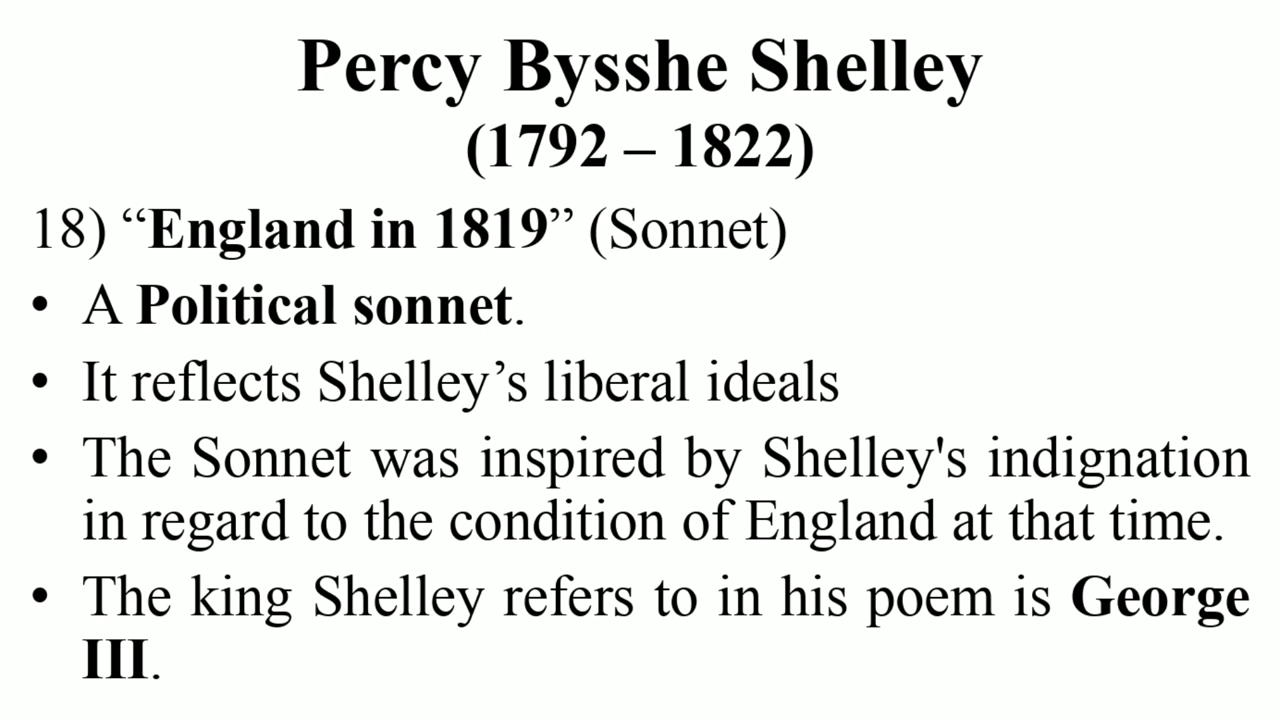 Percy Bysshe Shelley
(1792 – 1822)
18) “England in 1819” (Sonnet)
• A Political sonnet.
• It reflects Shelley’s liberal ideals
• The Sonnet was inspired by Shelley's indignation
in regard to the condition of England at that time.
• The king Shelley refers to in his poem is George
III.